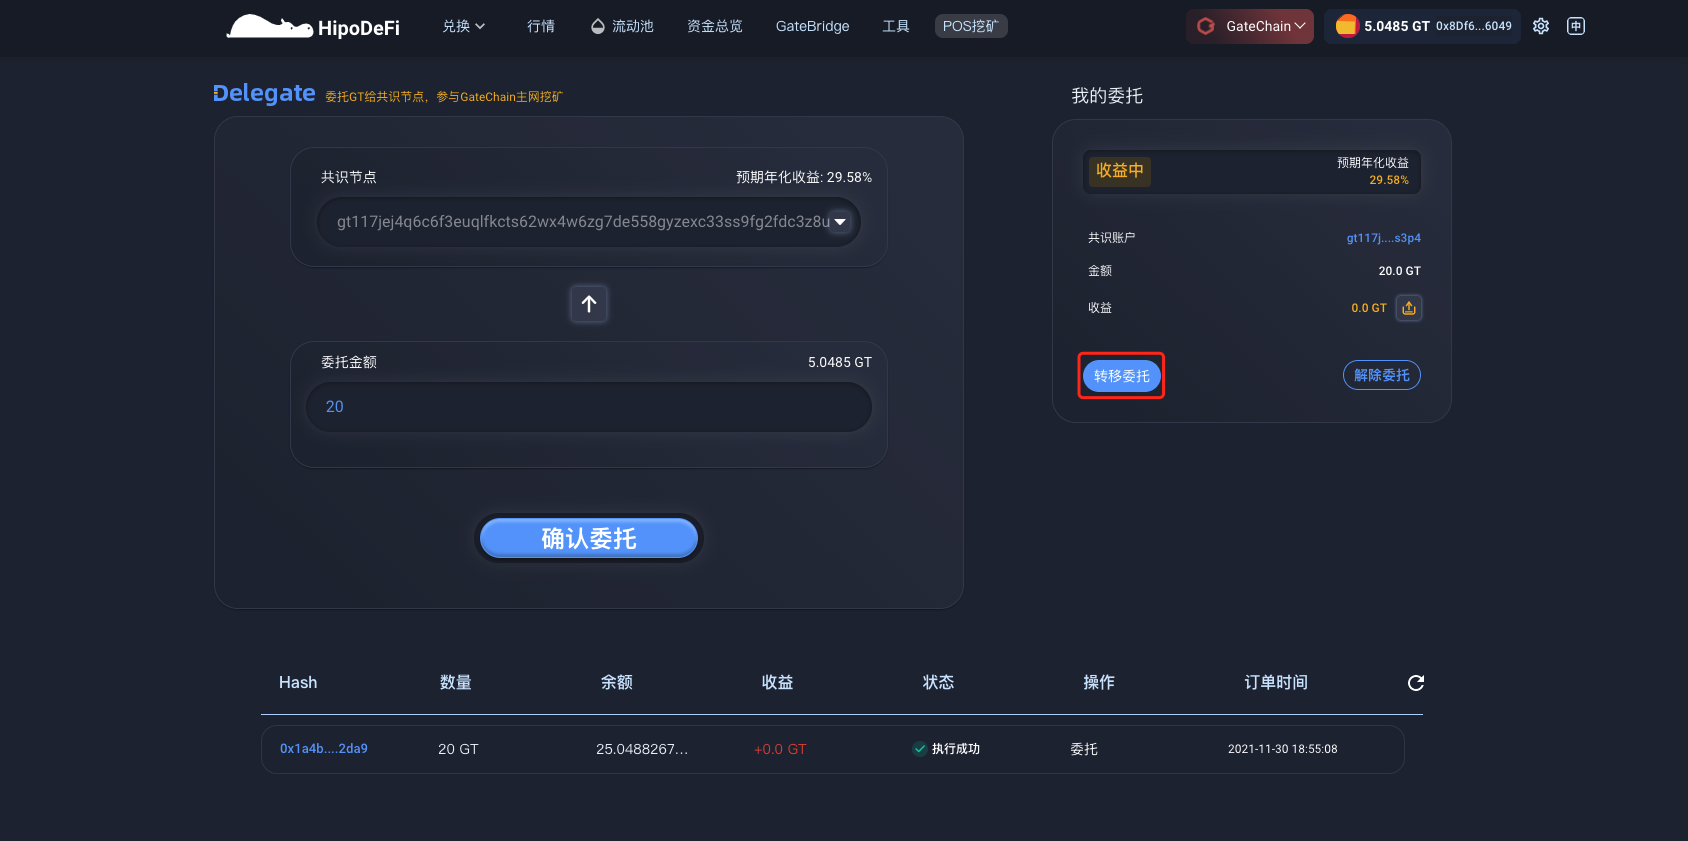 HipoDeFi
兑换
行情
流动池
资金总览
GateBridge
工具
POS挖矿
GateChain
5.0485 GT 0x8Df6...6049
中
Delegate 委托GT给共识节点，参与GateChain主网挖矿
共识节点 预期年化收益: 29.58%
gt117jej4q6c6f3euqlfkcts62wx4w6zg7de558gyzexc33ss9fg2fdc3z8u
委托金额 5.0485 GT
20
确认委托
我的委托
收益中
预期年化收益
29.58%
共识账户 gt117j....s3p4
金额 20.0 GT
收益 0.0 GT
转移委托 解除委托
Hash 数量 余额 收益 状态 操作 订单时间
0x1a4b....2da9 20 GT 25.0488267... +0.0 GT 执行成功 委托 2021-11-30 18:55:08